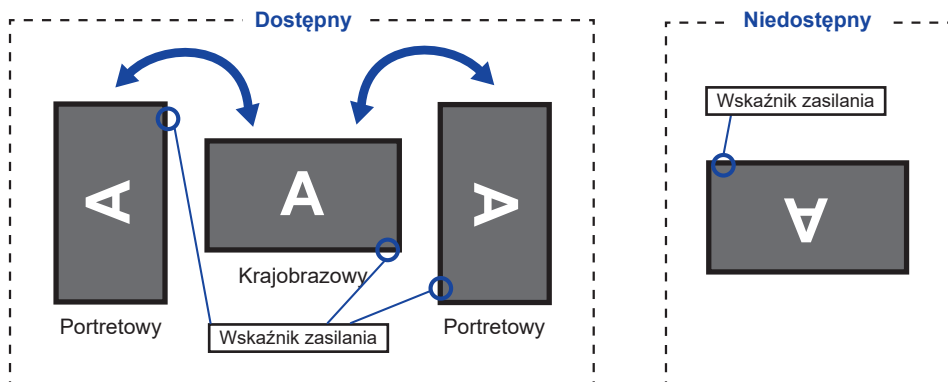 Dostępny
Niedostępny
Wskaźnik zasilania
A
A
A
A
Krajobrazowy
Portretowy
Wskaźnik zasilania
Portretowy